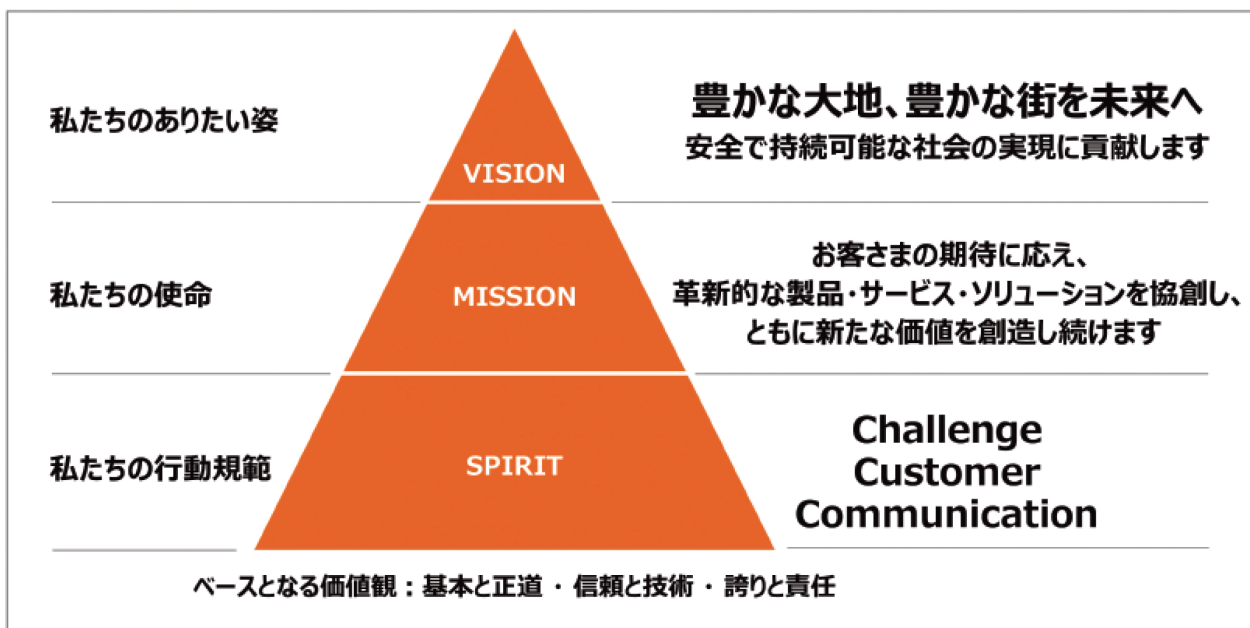 私たちのありたい姿
VISION
豊かな大地、豊かな街を未来へ
安全で持続可能な社会の実現に貢献します
私たちの使命
MISSION
お客さまの期待に応え、
革新的な製品・サービス・ソリューションを協創し、
ともに新たな価値を創造し続けます
私たちの行動規範
SPIRIT
Challenge
Customer
Communication
ベースとなる価値観：基本と正道・信頼と技術・誇りと責任